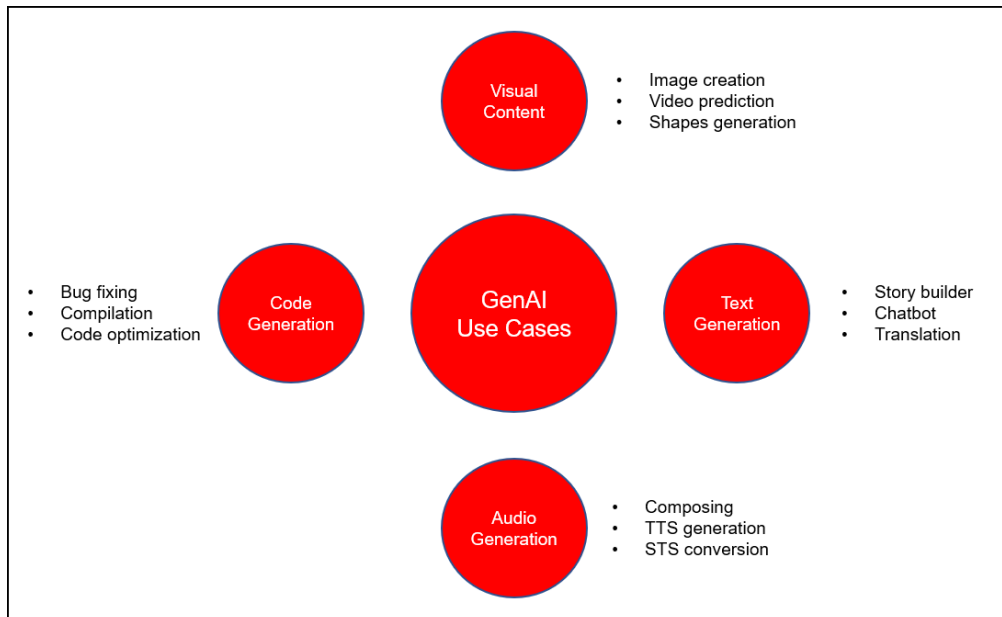 Visual
Content
• Image creation
• Video prediction
• Shapes generation
• Bug fixing
• Compilation
• Code optimization
Code
Generation
GenAI
Use Cases
Text
Generation
• Story builder
• Chatbot
• Translation
Audio
Generation
• Composing
• TTS generation
• STS conversion